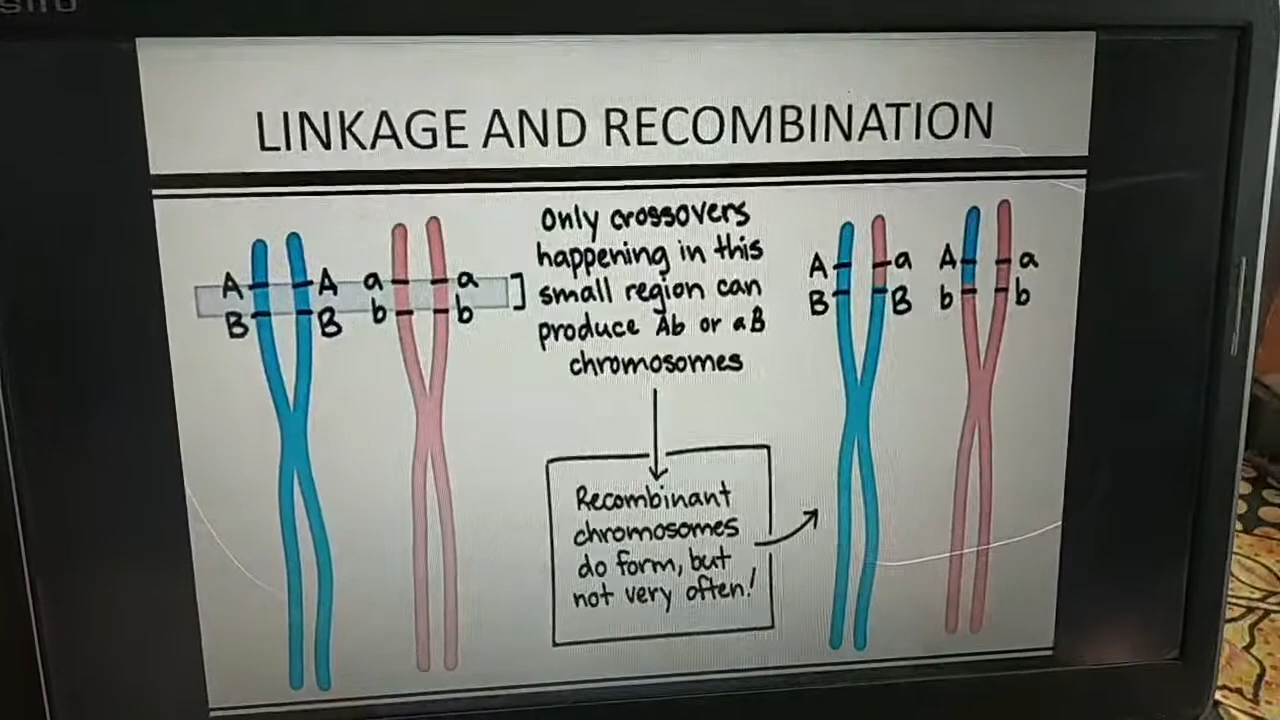 LINKAGE AND RECOMBINATION
Only crossovers
happening in this
small region can
produce Ab or aB
chromosomes
A A a a
B B b b
A a A a
B B b b
Recombinant
chromosomes
do form, but
not very often!